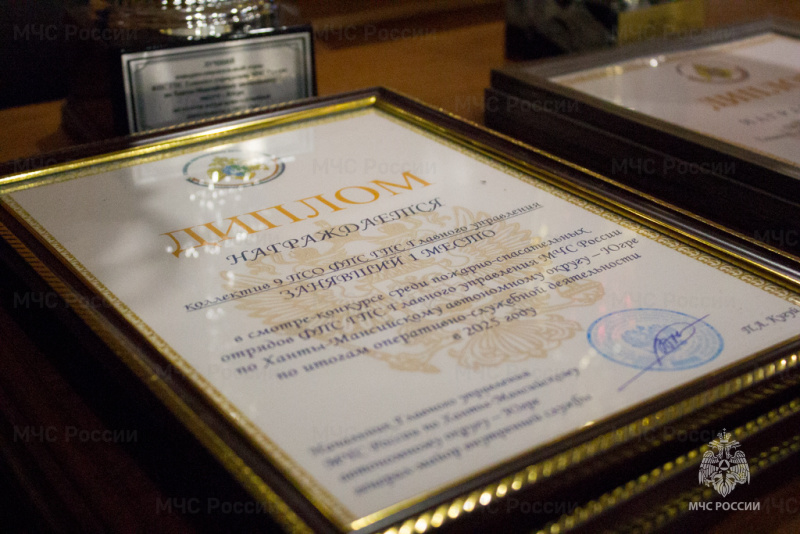 ДИПЛОМ
НАГРАЖДАЕТСЯ
Коллектив 9 ПСО ФПС ГПС Главного управления
ЗАНЯВШИЙ 1 МЕСТО
в смотре-конкурсе среди пожарно-спасательных
отрядов ФПС ГПС Главного управления МЧС России
по Ханты-Мансийскому автономному округу – Югре
по итогам оперативно-служебной деятельности
в 2025 году
Начальник Главного управления
МЧС России по Ханты-Мансийскому
автономному округу – Югре
генерал-майор внутренней службы
ЛУЧШИЙ
МЧС РОССИИ
МЧС России